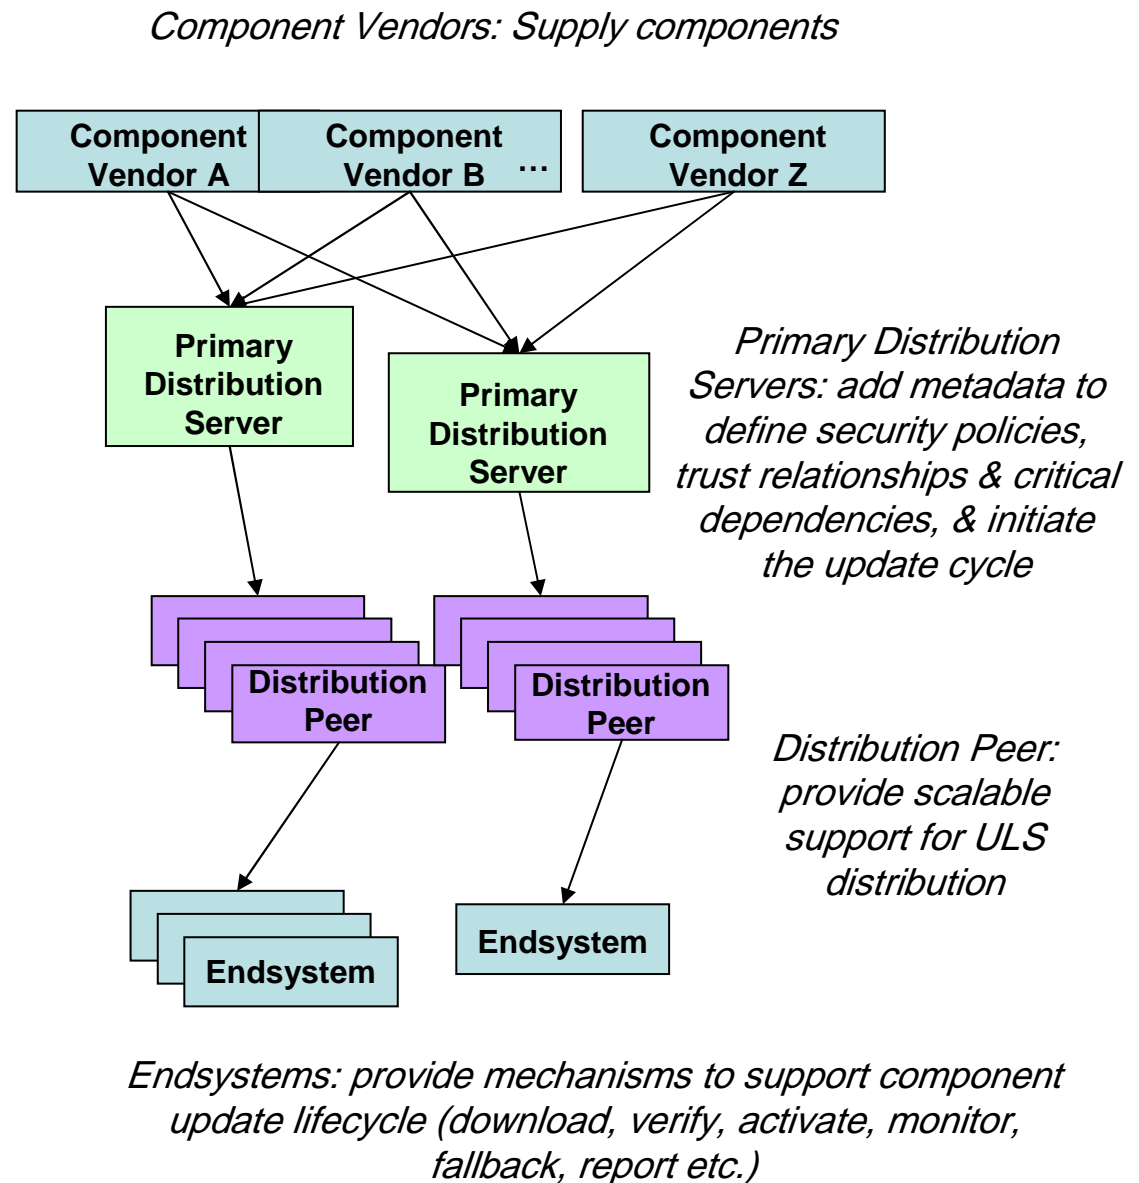 Component Vendors: Supply components
Component
Vendor A
Component
Vendor B
...
Component
Vendor Z
Primary
Distribution
Server
Primary
Distribution
Server
Primary Distribution
Servers: add metadata to
define security policies,
trust relationships & critical
dependencies, & initiate
the update cycle
Distribution
Peer
Distribution
Peer
Distribution Peer:
provide scalable
support for ULS
distribution
Endsystem
Endsystem
Endsystems: provide mechanisms to support component
update lifecycle (download, verify, activate, monitor,
fallback, report etc.)